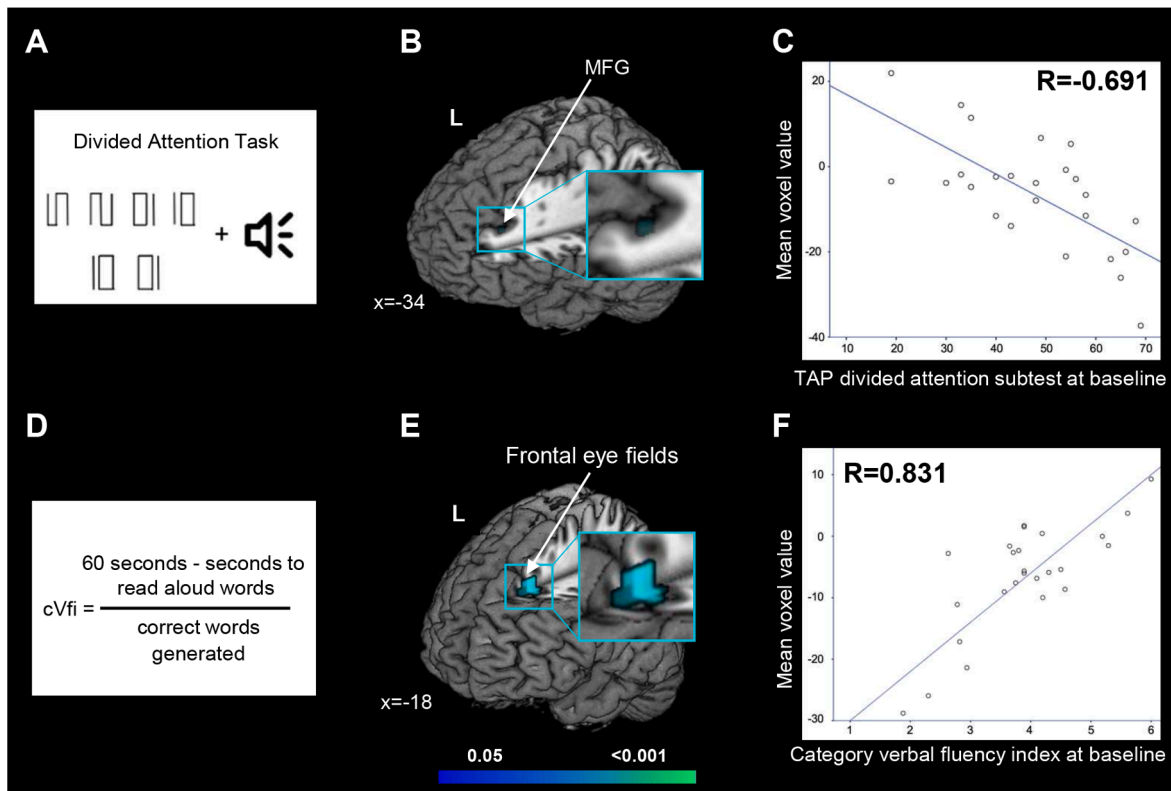 A
Divided Attention Task
+
B
MFG
L
x=-34
C
R=-0.691
Mean voxel value
20
0
-20
-40
10 20 30 40 50 60 70
TAP divided attention subtest at baseline
D
60 seconds - seconds to
read aloud words
cVfi =
correct words
generated
E
Frontal eye fields
L
x=-18
0.05 <0.001
F
R=0.831
Mean voxel value
10
0
-10
-20
-30
1 2 3 4 5 6
Category verbal fluency index at baseline